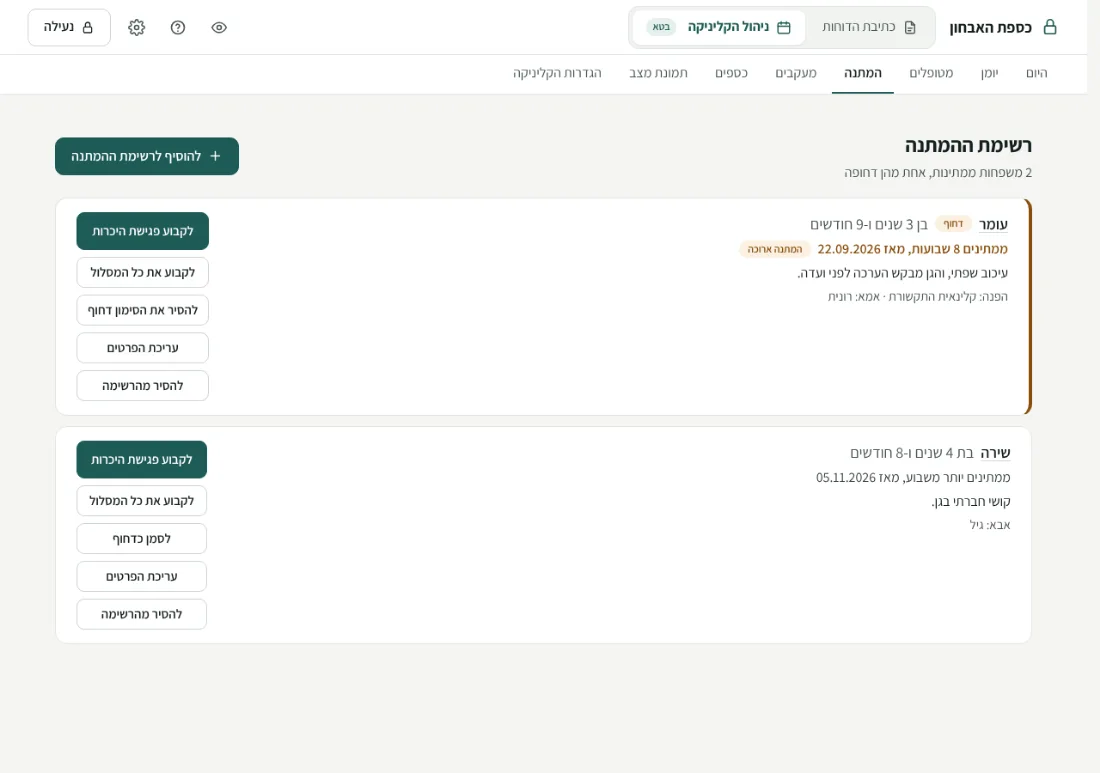 כספת האבחון
כתיבת הדוחות
ניהול הקליניקה בטא
נעילה
היום יומן מטופלים המתנה מעקבים כספים תמונת מצב הגדרות הקליניקה
רשימת ההמתנה
2 משפחות ממתינות, אחת מהן דחופה
+ להוסיף לרשימת ההמתנה
עומר דחוף בן 3 שנים ו-9 חודשים
ממתינים 8 שבועות, מאז 22.09.2026 המתנה ארוכה
עיכוב שפתי, והגן מבקש הערכה לפני ועדה.
הפנה: קלינאית התקשורת · אמא: רונית
לקבוע פגישת היכרות
לקבוע את כל המסלול
להסיר את הסימון דחוף
עריכת הפרטים
להסיר מהרשימה
שירה בת 4 שנים ו-8 חודשים
ממתינים יותר משבוע, מאז 05.11.2026
קושי חברתי בגן.
אבא: גיל
לקבוע פגישת היכרות
לקבוע את כל המסלול
לסמן כדחוף
עריכת הפרטים
להסיר מהרשימה